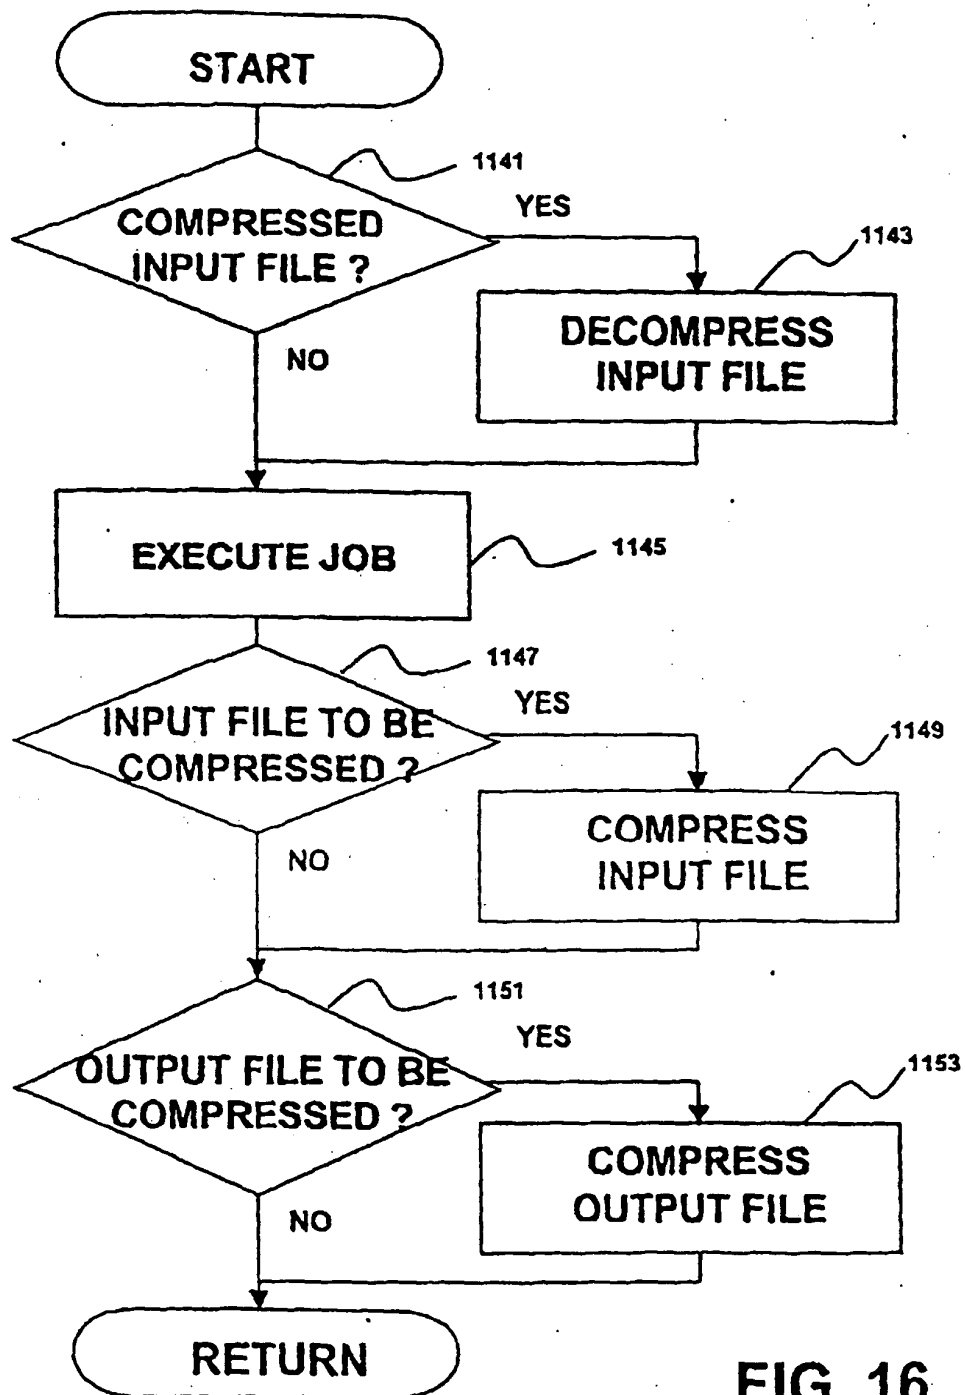 START
1141
COMPRESSED
INPUT FILE ?
YES
1143
DECOMPRESS
INPUT FILE
NO
EXECUTE JOB
1145
1147
INPUT FILE TO BE
COMPRESSED ?
YES
1149
COMPRESS
INPUT FILE
NO
1151
OUTPUT FILE TO BE
COMPRESSED ?
YES
1153
COMPRESS
OUTPUT FILE
NO
RETURN
FIG. 16